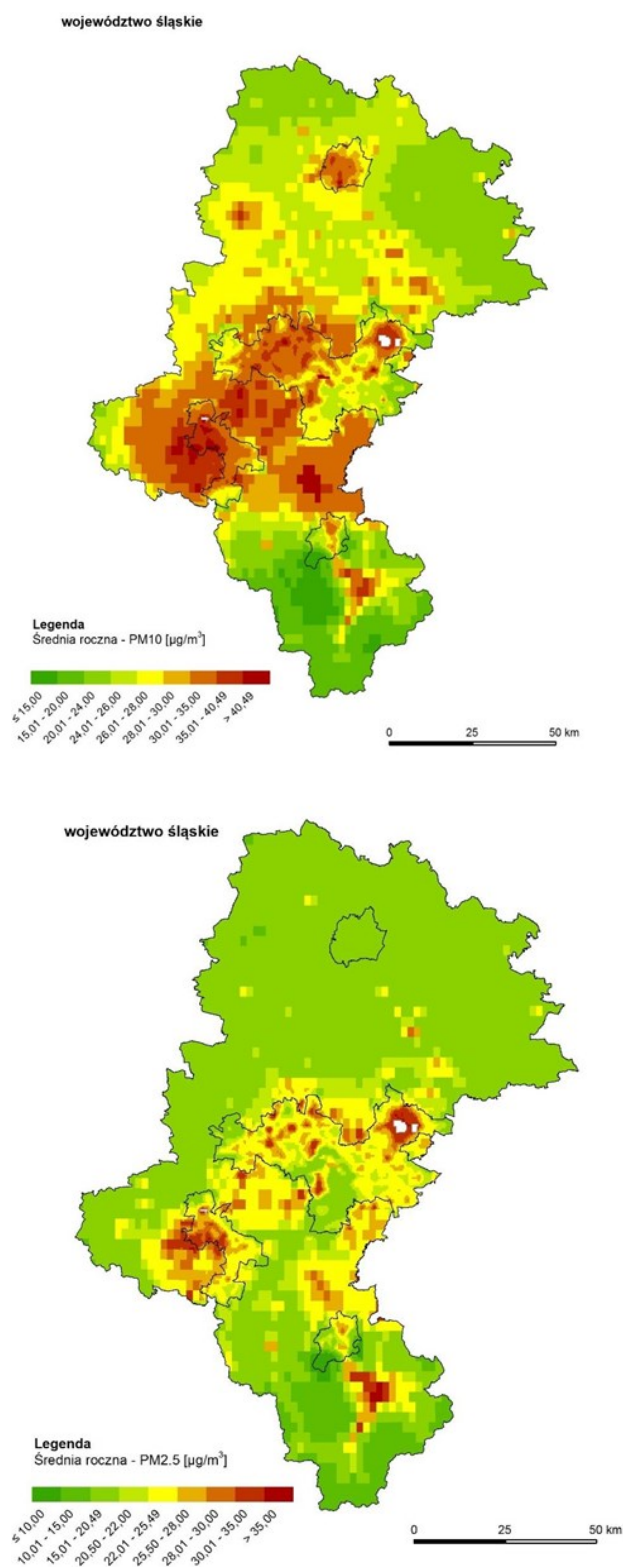 województwo śląskie
Legenda
Średnia roczna - PM10 [µg/m³]
≤ 15,00
15,01 - 20,00
20,01 - 24,00
24,01 - 26,00
26,01 - 28,00
28,01 - 30,00
30,01 - 35,00
35,01 - 40,49
> 40,49
0 25 50 km
województwo śląskie
Legenda
Średnia roczna - PM2.5 [µg/m³]
≤ 10,00
10,01 - 15,00
15,01 - 20,49
20,50 - 22,00
22,01 - 25,49
25,50 - 28,00
28,01 - 30,00
30,01 - 35,00
> 35,00
0 25 50 km